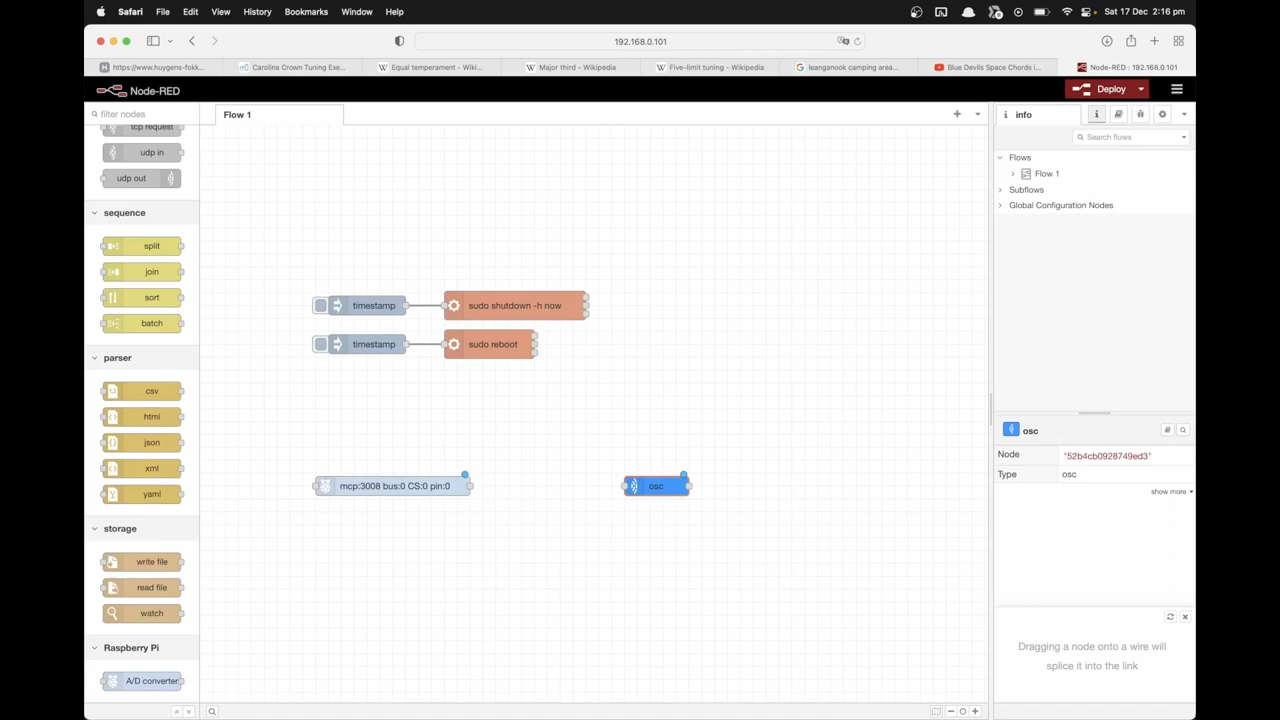 Safari File Edit View History Bookmarks Window Help Sat 17 Dec 2:16 pm
192.168.0.101
https://www.huygens-fokk... Carolina Crown Tuning Exe... Equal temperament - Wiki... Major third - Wikipedia Five-limit tuning - Wikipedia leanganook camping area... Blue Devils Space Chords i... Node-RED : 192.168.0.101
Node-RED Deploy
filter nodes Flow 1 info
tcp request Search flows
udp in Flows
Flow 1
udp out Subflows
Global Configuration Nodes
sequence
split
join
sort
timestamp sudo shutdown -h now
batch
timestamp sudo reboot
parser
csv
html
osc
json
Node "52b4cb0928749ed3"
xml
Type osc
mcp:3008 bus:0 CS:0 pin:0 osc
show more
yaml
storage
write file
read file
watch
Raspberry Pi
Dragging a node onto a wire will
splice it into the link
A/D converter